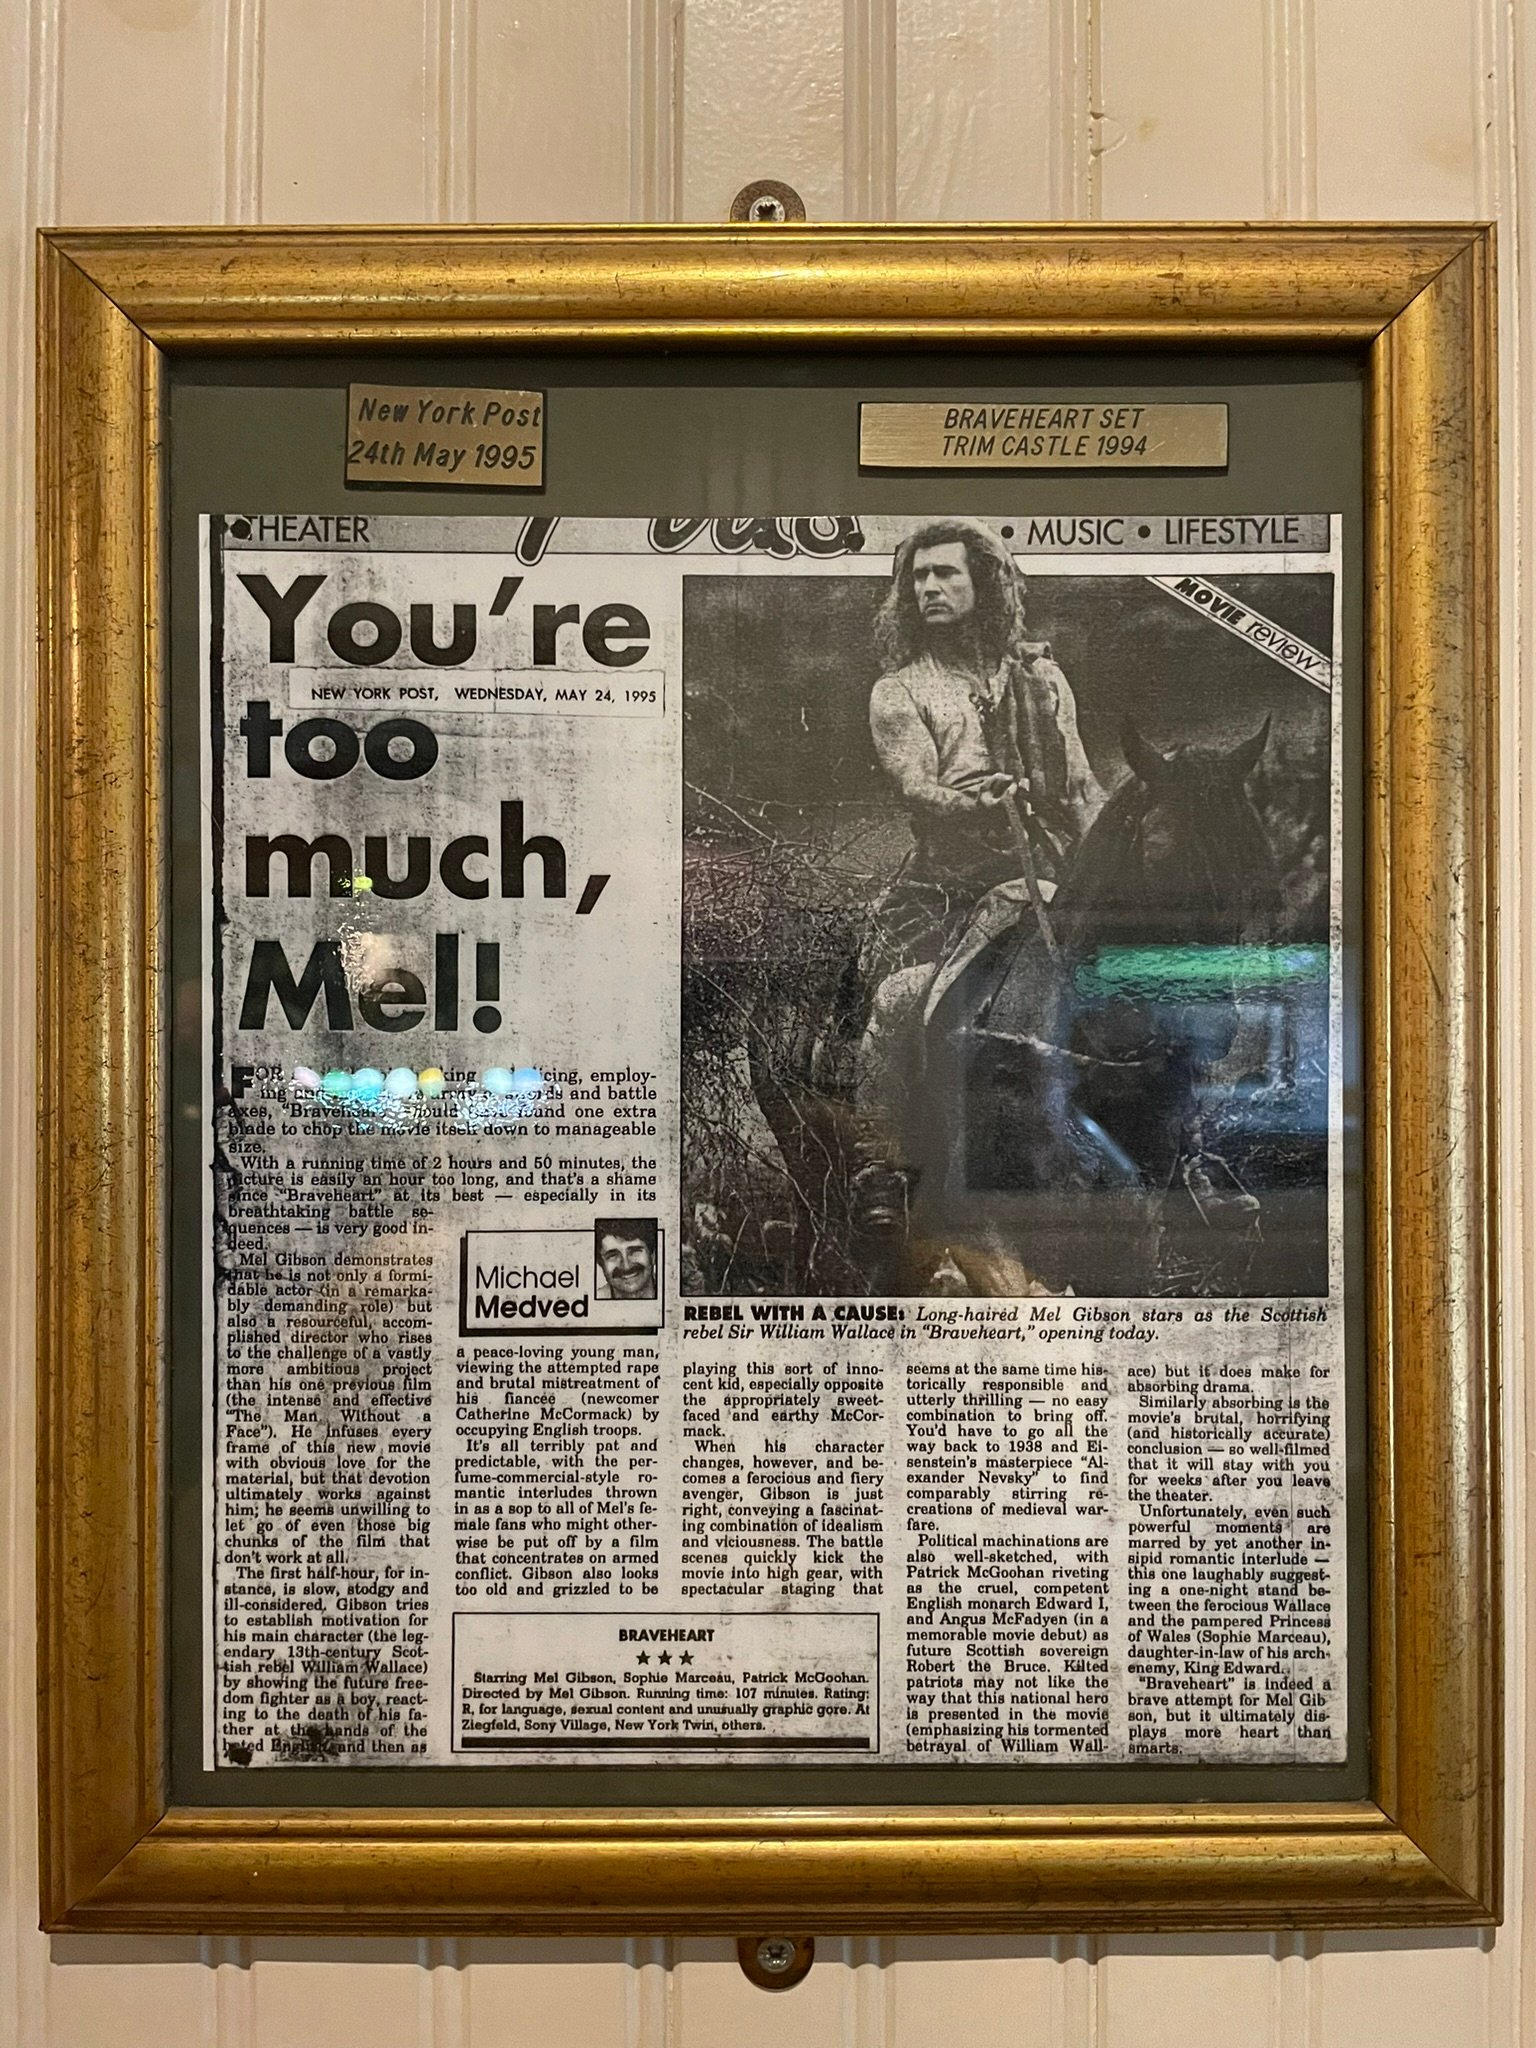 New York Post
24th May 1995
BRAVEHEART SET
TRIM CASTLE 1994
•THEATER
• MUSIC • LIFESTYLE
MOVIE review
You're
NEW YORK POST, WEDNESDAY, MAY 24, 1995
too
much,
Mel!
FOR king icing, employ-
ing and array of swords and battle
axes, "Braveheart" should have found one extra
blade to chop the movie itself down to manageable
size.
With a running time of 2 hours and 50 minutes, the
picture is easily an hour too long, and that's a shame
since "Braveheart" at its best — especially in its
breathtaking battle se-
quences — is very good in-
deed.
Mel Gibson demonstrates
that he is not only a formi-
dable actor (in a remarka-
bly demanding role) but
also a resourceful, accom-
plished director who rises
to the challenge of a vastly
more ambitious project
than his one previous film
(the intense and effective
"The Man Without a
Face"). He infuses every
frame of this new movie
with obvious love for the
material, but that devotion
ultimately works against
him; he seems unwilling to
let go of even those big
chunks of the film that
don't work at all.
The first half-hour, for in-
stance, is slow, stodgy and
ill-considered. Gibson tries
to establish motivation for
his main character (the leg-
endary 13th-century Scot-
tish rebel William Wallace)
by showing the future free-
dom fighter as a boy, react-
ing to the death of his fa-
ther at the hands of the
hated English, and then as
Michael
Medved
a peace-loving young man,
viewing the attempted rape
and brutal mistreatment of
his fiancée (newcomer
Catherine McCormack) by
occupying English troops.
It's all terribly pat and
predictable, with the per-
fume-commercial-style ro-
mantic interludes thrown
in as a sop to all of Mel's fe-
male fans who might other-
wise be put off by a film
that concentrates on armed
conflict. Gibson also looks
too old and grizzled to be
REBEL WITH A CAUSE: Long-haired Mel Gibson stars as the Scottish
rebel Sir William Wallace in "Braveheart," opening today.
playing this sort of inno-
cent kid, especially opposite
the appropriately sweet-
faced and earthy McCor-
mack.
When his character
changes, however, and be-
comes a ferocious and fiery
avenger, Gibson is just
right, conveying a fascinat-
ing combination of idealism
and viciousness. The battle
scenes quickly kick the
movie into high gear, with
spectacular staging that
BRAVEHEART
★★★
Starring Mel Gibson, Sophie Marceau, Patrick McGoohan.
Directed by Mel Gibson. Running time: 107 minutes. Rating:
R, for language, sexual content and unusually graphic gore. At
Ziegfeld, Sony Village, New York Twin, others.
seems at the same time his-
torically responsible and
utterly thrilling — no easy
combination to bring off.
You'd have to go all the
way back to 1938 and Ei-
senstein's masterpiece "Al-
exander Nevsky" to find
comparably stirring re-
creations of medieval war-
fare.
Political machinations are
also well-sketched, with
Patrick McGoohan riveting
as the cruel, competent
English monarch Edward I,
and Angus McFadyen (in a
memorable movie debut) as
future Scottish sovereign
Robert the Bruce. Kilted
patriots may not like the
way that this national hero
is presented in the movie
(emphasizing his tormented
betrayal of William Wall-
ace) but it does make for
absorbing drama.
Similarly absorbing is the
movie's brutal, horrifying
(and historically accurate)
conclusion — so well-filmed
that it will stay with you
for weeks after you leave
the theater.
Unfortunately, even such
powerful moments are
marred by yet another in-
sipid romantic interlude —
this one laughably suggest-
ing a one-night stand be-
tween the ferocious Wallace
and the pampered Princess
of Wales (Sophie Marceau),
daughter-in-law of his arch-
enemy, King Edward.
"Braveheart" is indeed a
brave attempt for Mel Gib
son, but it ultimately dis-
plays more heart than
smarts.